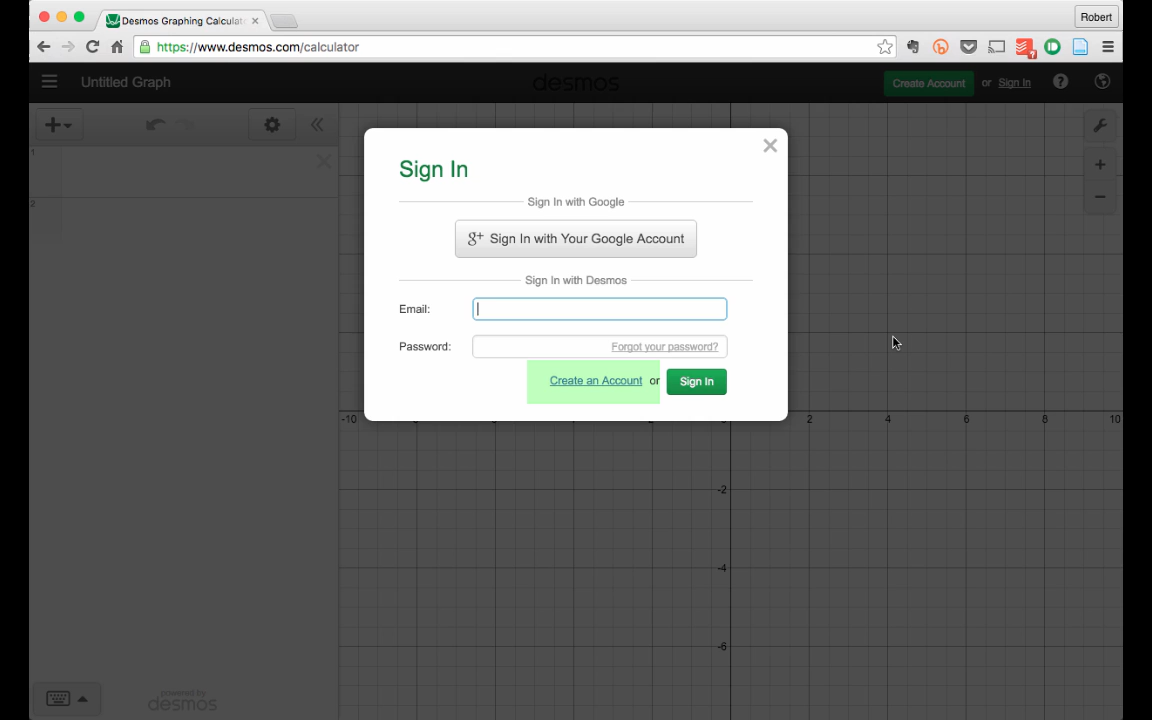 Desmos Graphing Calculat
Robert
https://www.desmos.com/calculator
Untitled Graph
desmos
Create Account or Sign In
Sign In
Sign In with Google
g+ Sign In with Your Google Account
Sign In with Desmos
Email:
Password: Forgot your password?
Create an Account or Sign In
1
2
-10 2 4 6 8 10
-2
-4
-6
powered by
desmos